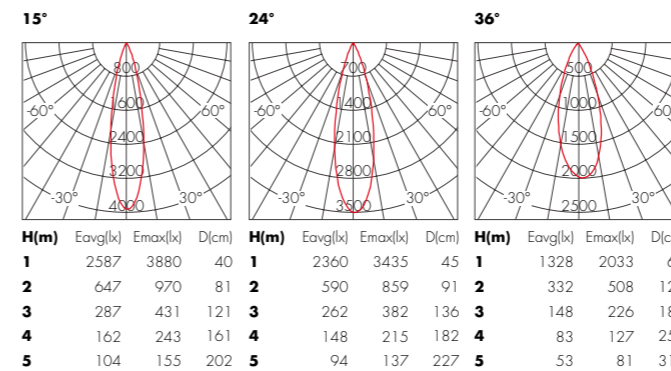 15°
800
1600
2400
3200
4000
-60°
60°
-30°
30°
H(m) Eavg(lx) Emax(lx) D(cm)
1 2587 3880 40
2 647 970 81
3 287 431 121
4 162 243 161
5 104 155 202
24°
700
1400
2100
2800
3500
-60°
60°
-30°
30°
H(m) Eavg(lx) Emax(lx) D(cm)
1 2360 3435 45
2 590 859 91
3 262 382 136
4 148 215 182
5 94 137 227
36°
500
1000
1500
2000
2500
-60°
60°
-30°
30°
H(m) Eavg(lx) Emax(lx)
1 1328 2033
2 332 508
3 148 226
4 83 127
5 53 81